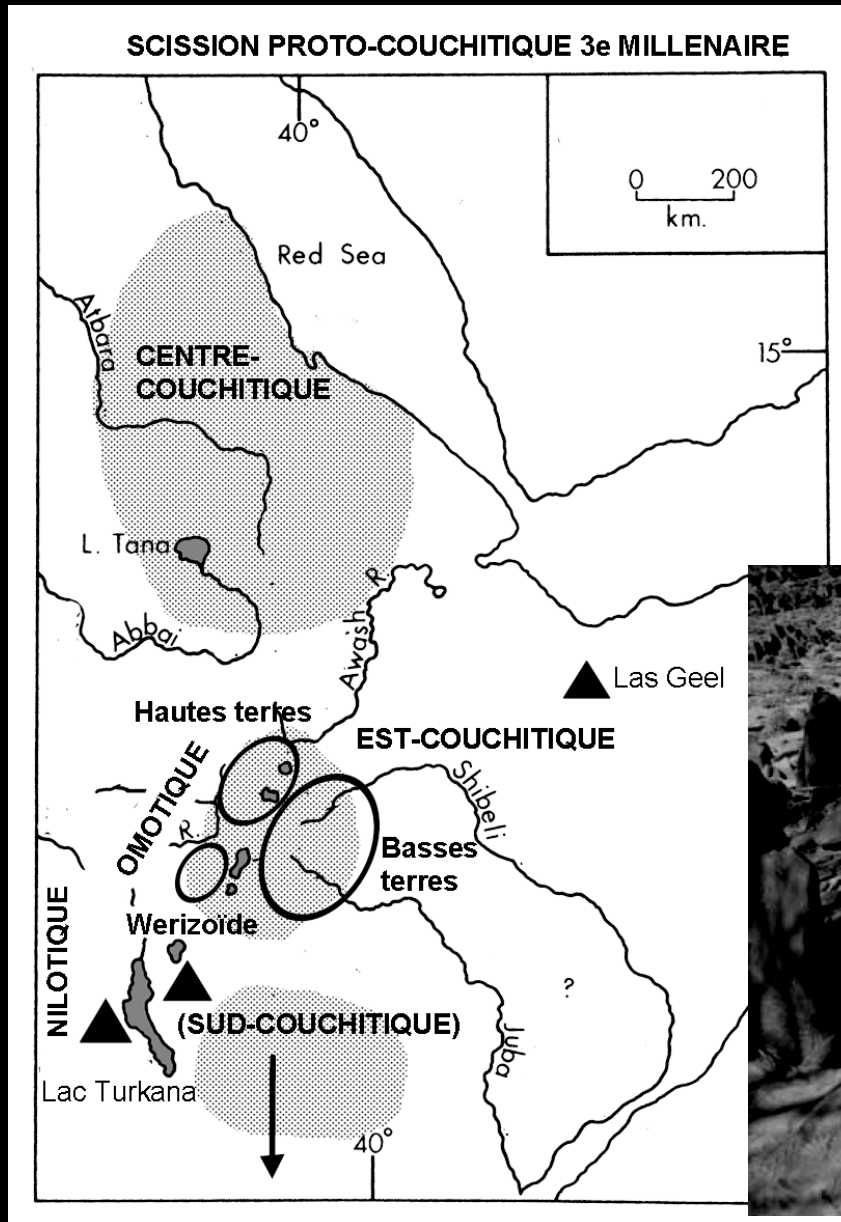 SCISSION PROTO-COUCHITIQUE 3e MILLENAIRE
40°
0 200
km.
Red Sea
Atbara
CENTRE-
COUCHITIQUE
15°
L. Tana
Abbai
Awash R.
Las Geel
Hautes terres
EST-COUCHITIQUE
Shibeli
OMOTIQUE
R.
Basses
terres
Werizoïde
NILOTIQUE
?
(SUD-COUCHITIQUE)
Juba
Lac Turkana
40°